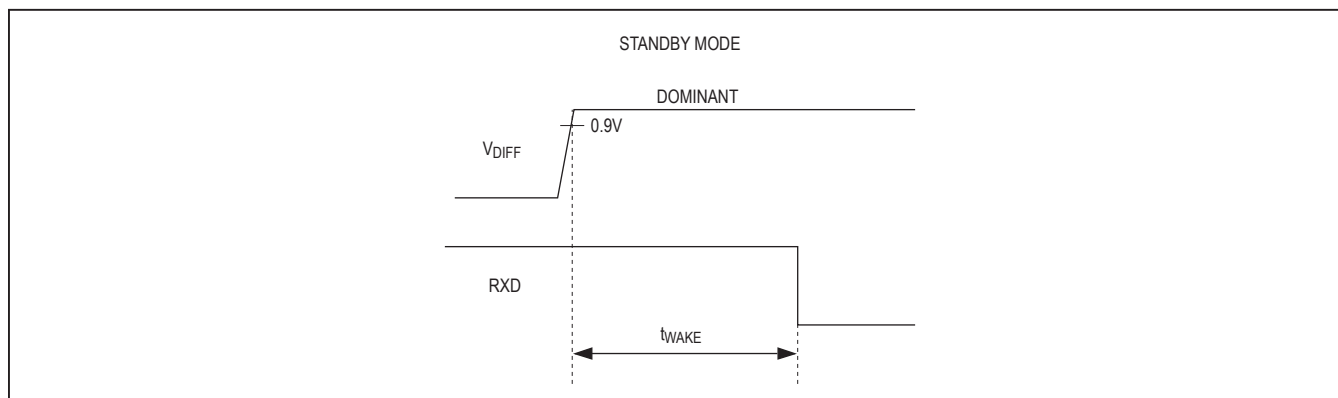 STANDBY MODE
DOMINANT
0.9V
VDIFF
RXD
tWAKE